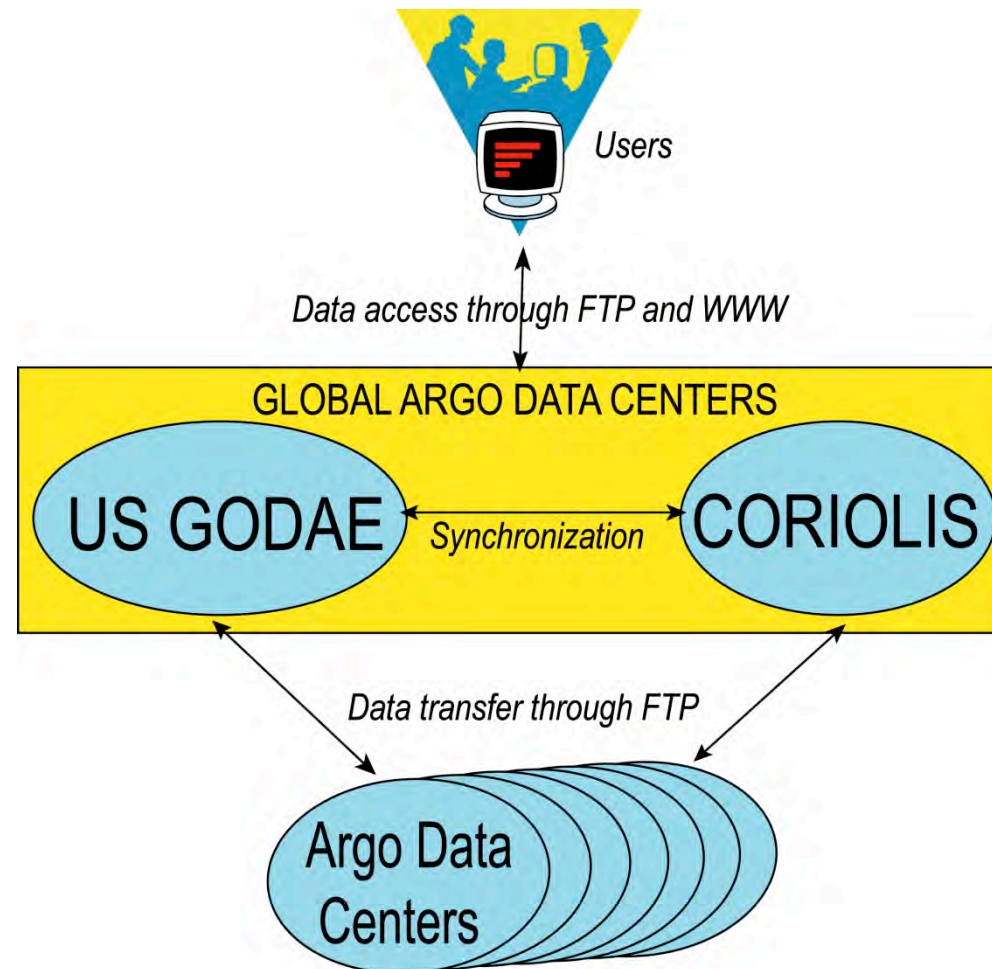 Users
Data access through FTP and WWW
GLOBAL ARGO DATA CENTERS
US GODAE
Synchronization
CORIOLIS
Data transfer through FTP
Argo Data
Centers